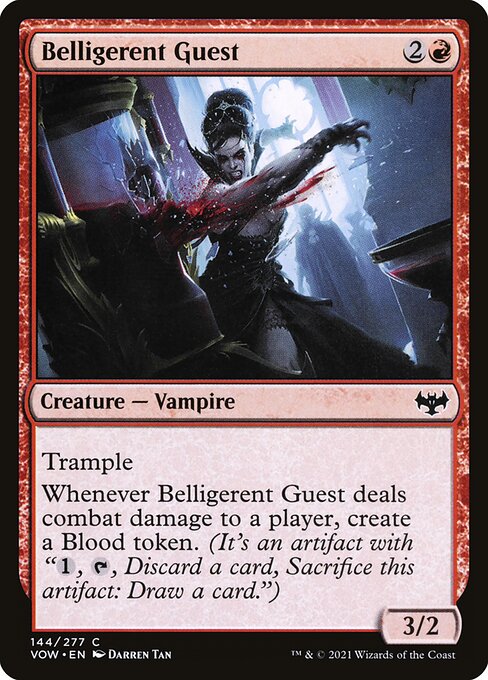 Belligerent Guest 2
Creature — Vampire
Trample
Whenever Belligerent Guest deals
combat damage to a player, create
a Blood token. (It's an artifact with
“1, , Discard a card, Sacrifice this
artifact: Draw a card.”)
3/2
144/277 C
VOW • EN Darren Tan
™ & © 2021 Wizards of the Coast